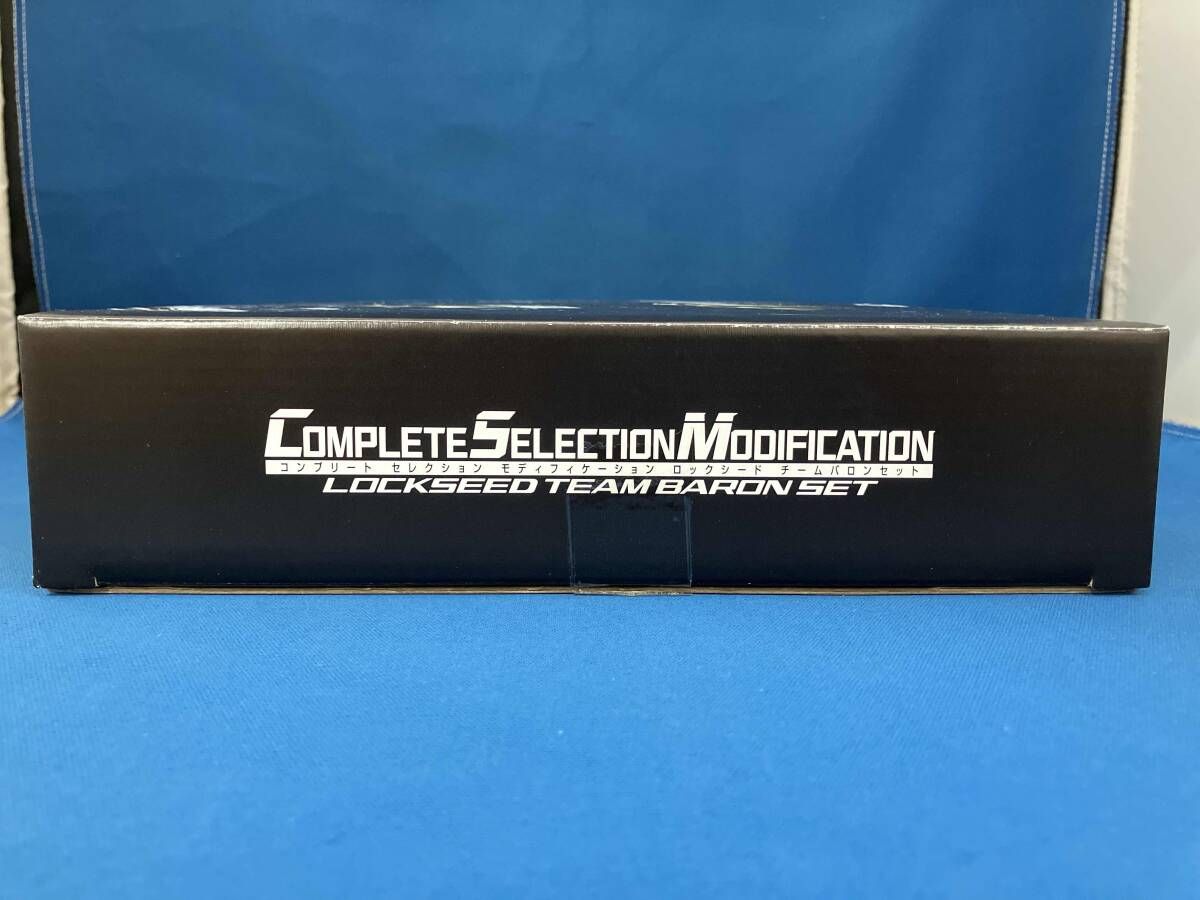 COMPLETE SELECTION MODIFICATION
コンプリート セレクション モディフィケーション ロックシード チームバロンセット
LOCKSEED TEAM BARON SET